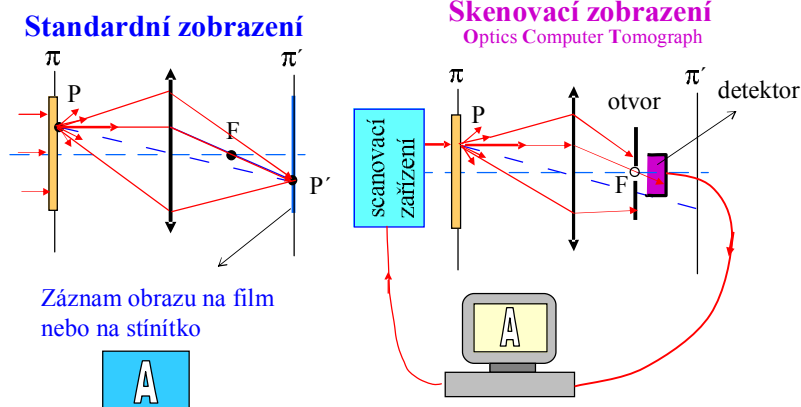 Standardní zobrazení
π
π´
P
F
P´
Záznam obrazu na film
nebo na stínítko
A
Skenovací zobrazení
Optics Computer Tomograph
π
π´
P
otvor
detektor
scanovací
zařízení
F
A